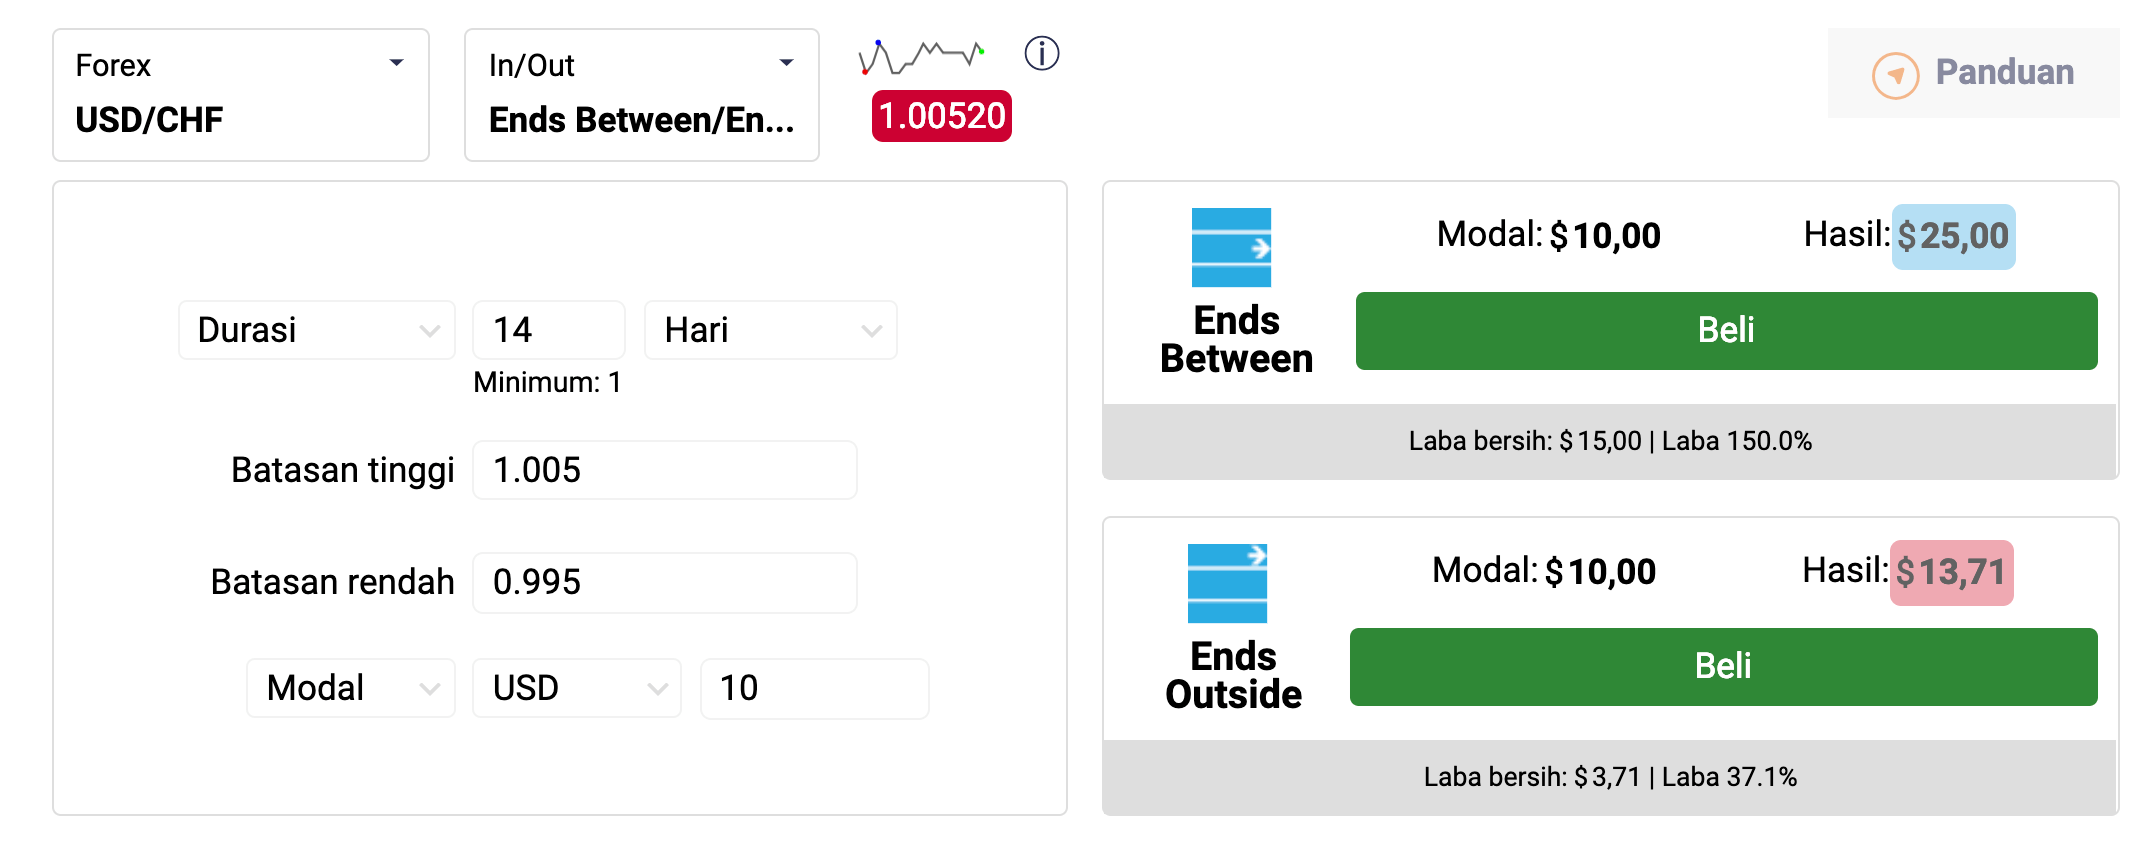 Forex
USD/CHF
In/Out
Ends Between/En...
1.00520
Panduan
Durasi 14 Hari
Minimum: 1
Batasan tinggi 1.005
Batasan rendah 0.995
Modal USD 10
Modal: $10,00 Hasil: $25,00
Ends
Between
Beli
Laba bersih: $15,00 | Laba 150.0%
Modal: $10,00 Hasil: $13,71
Ends
Outside
Beli
Laba bersih: $3,71 | Laba 37.1%